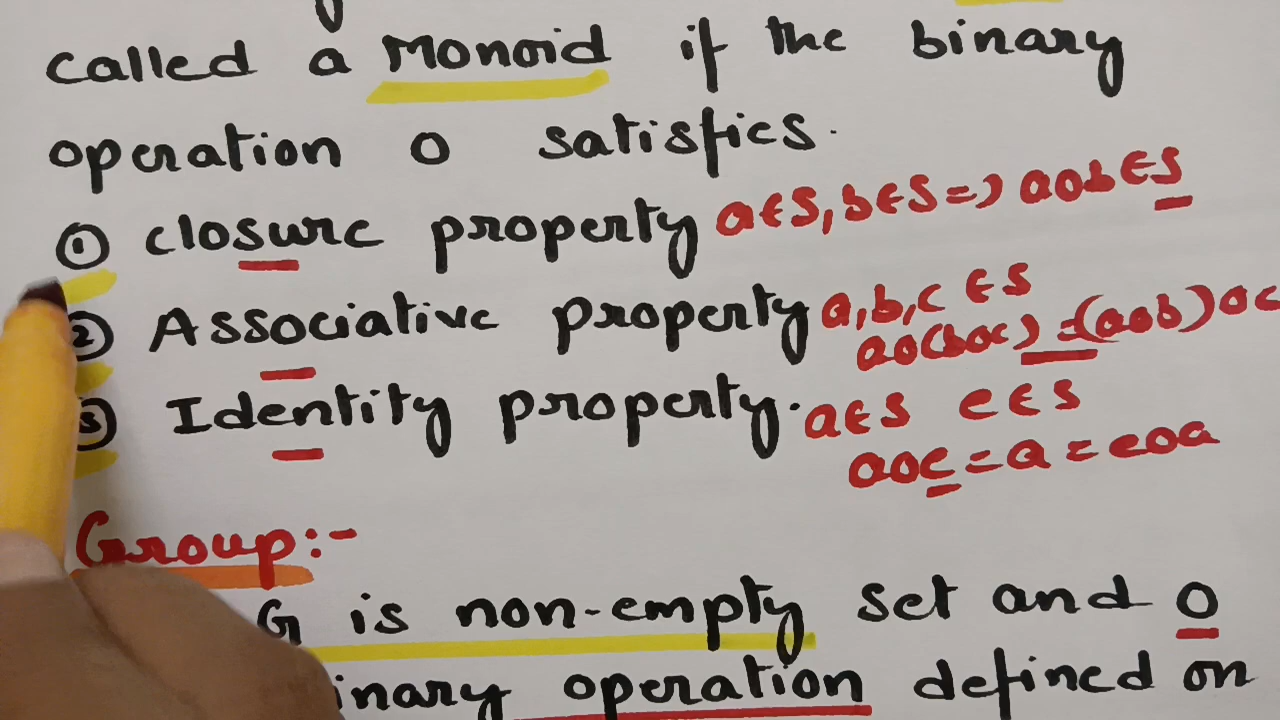 called a Monoid if the binary
operation o satisfies.
① closure property a∈S, b∈S => aob∈S
② Associative property a,b,c ∈ S
ao(boc) = (aob)oc
③ Identity property. a∈S e∈S
aoe = a = eoa
Group:-
G is non-empty set and o
inary operation defined on